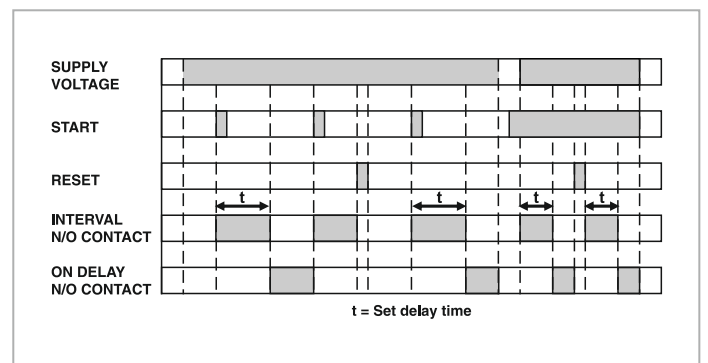 SUPPLY
VOLTAGE
START
RESET
t
t
t
t
INTERVAL
N/O CONTACT
ON DELAY
N/O CONTACT
t = Set delay time